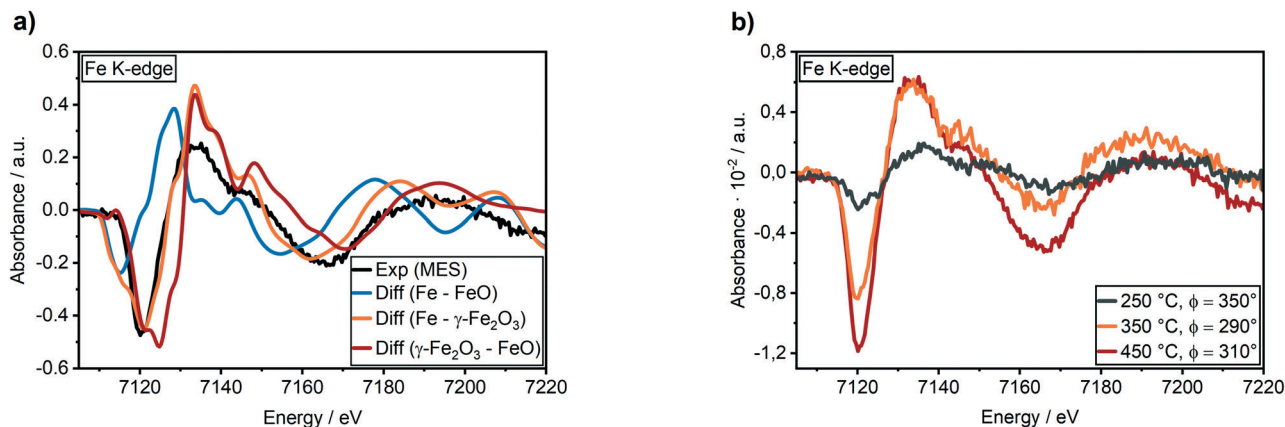 a)
Fe K-edge
Absorbance / a.u.
0.6
0.4
0.2
0.0
-0.2
-0.4
-0.6
Exp (MES)
Diff (Fe - FeO)
Diff (Fe - γ-Fe₂O₃)
Diff (γ-Fe₂O₃ - FeO)
7120 7140 7160 7180 7200 7220
Energy / eV
b)
Fe K-edge
Absorbance · 10⁻² / a.u.
0,8
0,4
0,0
-0,4
-0,8
-1,2
250 °C, ϕ = 350°
350 °C, ϕ = 290°
450 °C, ϕ = 310°
7120 7140 7160 7180 7200 7220
Energy / eV